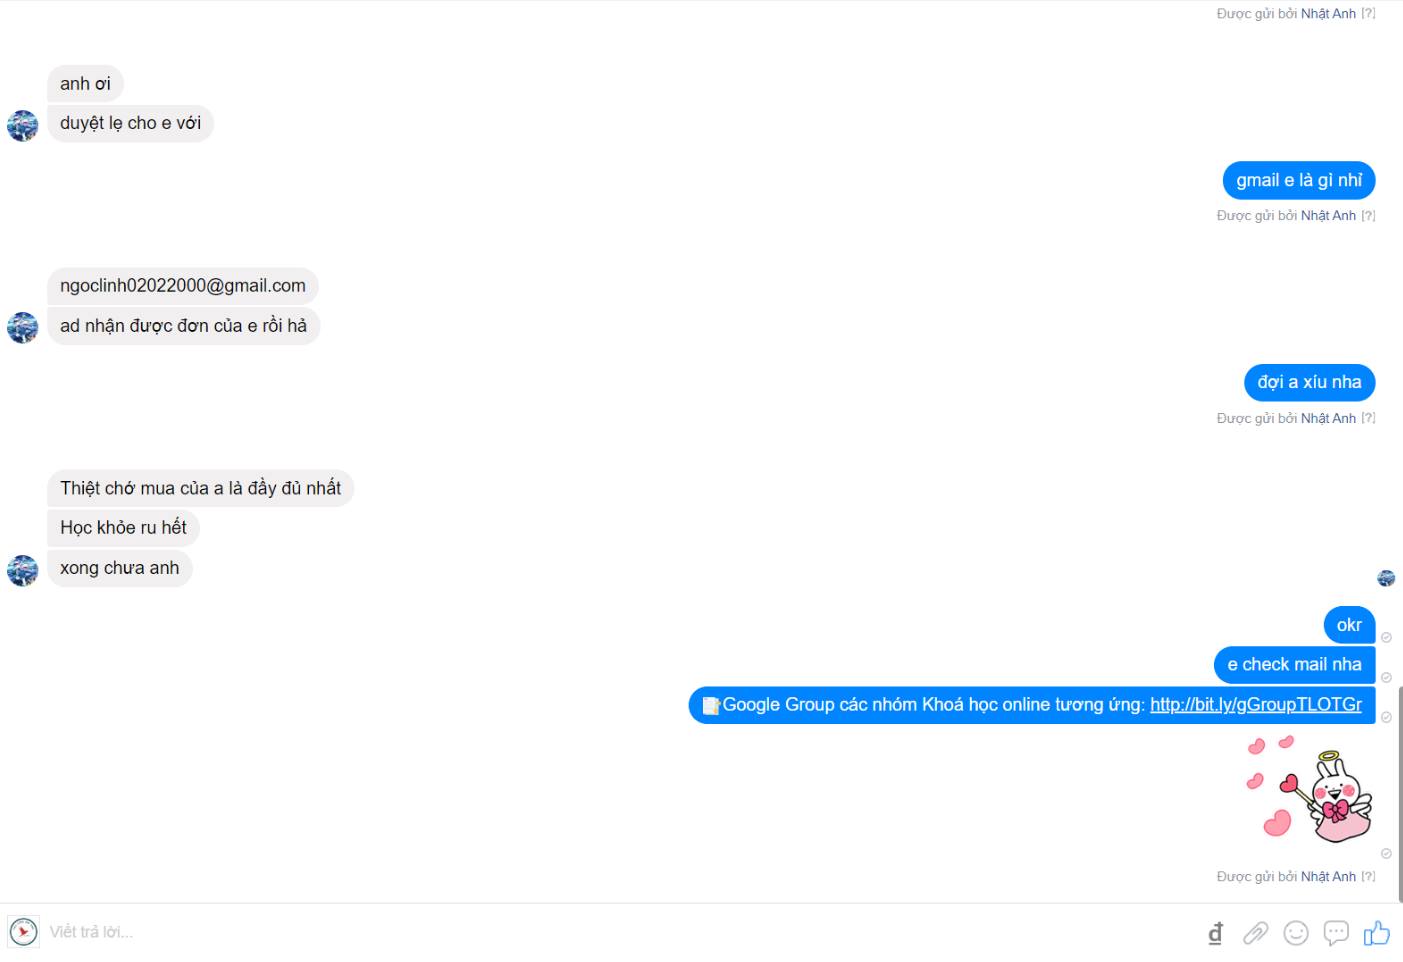 Được gửi bởi Nhật Anh [?]
anh ơi
duyệt lẹ cho e với
gmail e là gì nhỉ
Được gửi bởi Nhật Anh [?]
ngoclinh02022000@gmail.com
ad nhận được đơn của e rồi hả
đợi a xíu nha
Được gửi bởi Nhật Anh [?]
Thiệt chớ mua của a là đầy đủ nhất
Học khỏe ru hết
xong chưa anh
okr
e check mail nha
Google Group các nhóm Khoá học online tương ứng: http://bit.ly/gGroupTLOTGr
Được gửi bởi Nhật Anh [?]
Viết trả lời...